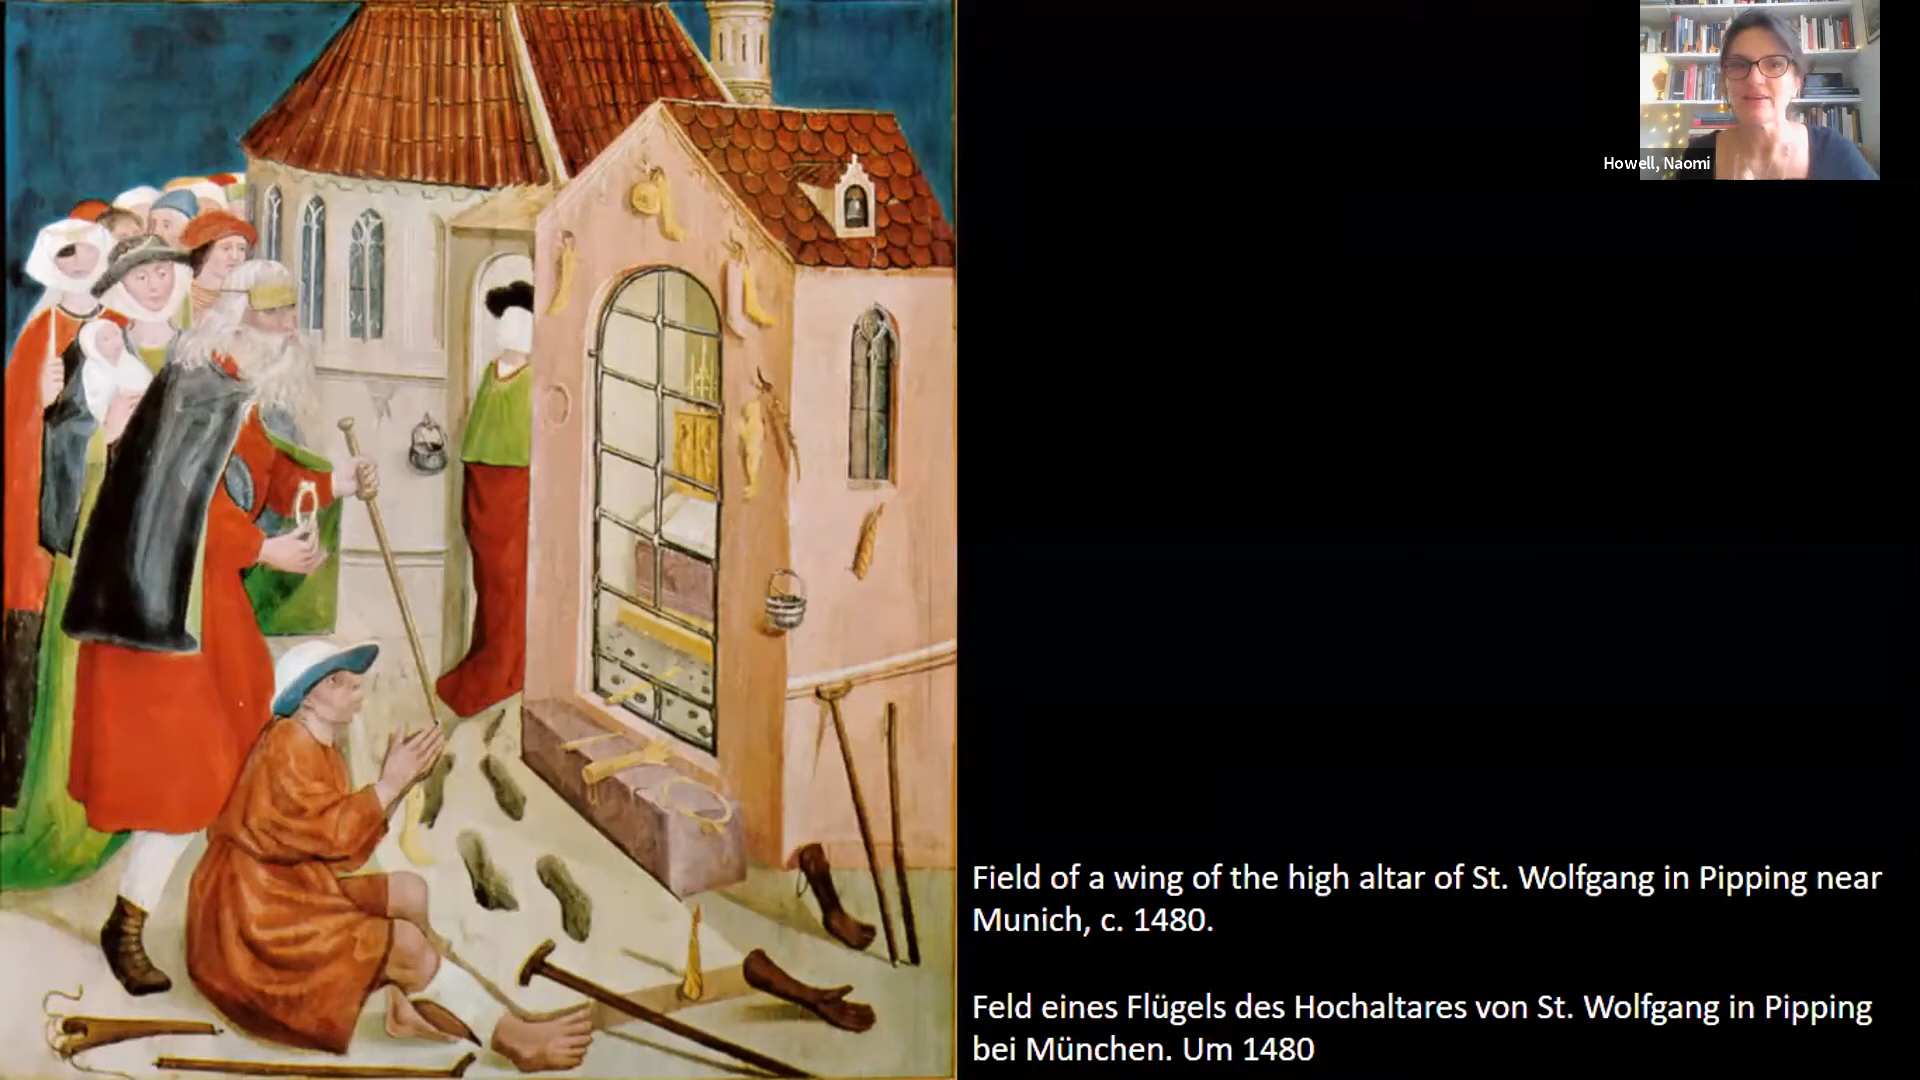 Howell, Naomi
Field of a wing of the high altar of St. Wolfgang in Pipping near
Munich, c. 1480.
Feld eines Flügels des Hochaltares von St. Wolfgang in Pipping
bei München. Um 1480